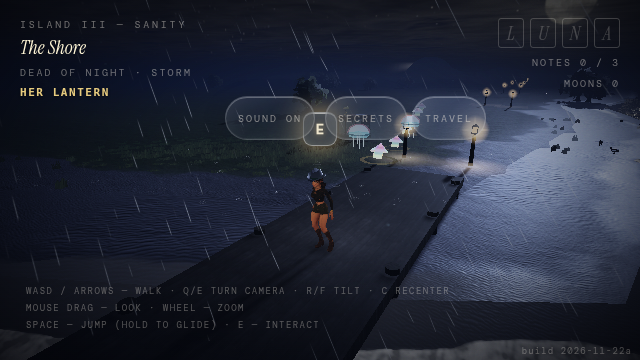 ISLAND III — SANITY
The Shore
DEAD OF NIGHT · STORM
HER LANTERN
L U N A
NOTES 0 / 3
MOONS 0
SOUND ON
E
SECRETS
TRAVEL
WASD / ARROWS — WALK · Q/E TURN CAMERA · R/F TILT · C RECENTER
MOUSE DRAG — LOOK · WHEEL — ZOOM
SPACE — JUMP (HOLD TO GLIDE) · E — INTERACT
build 2026-11-22a